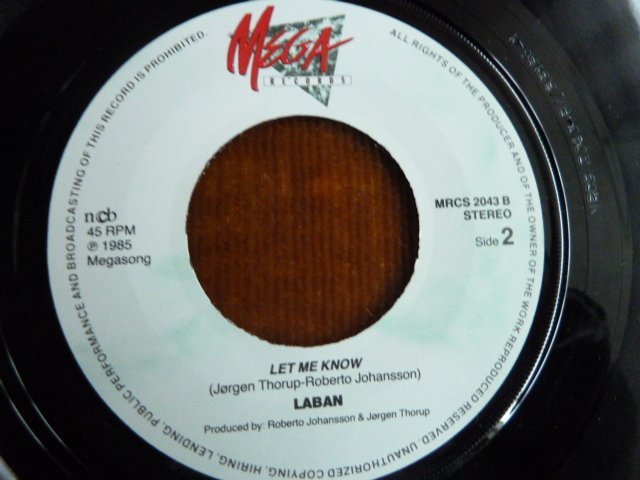 MEGA
RECORDS
ALL RIGHTS OF THE PRODUCER AND OF THE OWNER OF THE WORK REPRODUCED RESERVED. UNAUTHORIZED COPYING, HIRING, LENDING, PUBLIC PERFORMANCE AND BROADCASTING OF THIS RECORD IS PROHIBITED.
ncb
45 RPM
℗ 1985
Megasong
MRCS 2043 B
STEREO
Side 2
LET ME KNOW
(Jørgen Thorup-Roberto Johansson)
LABAN
Produced by: Roberto Johansson & Jørgen Thorup